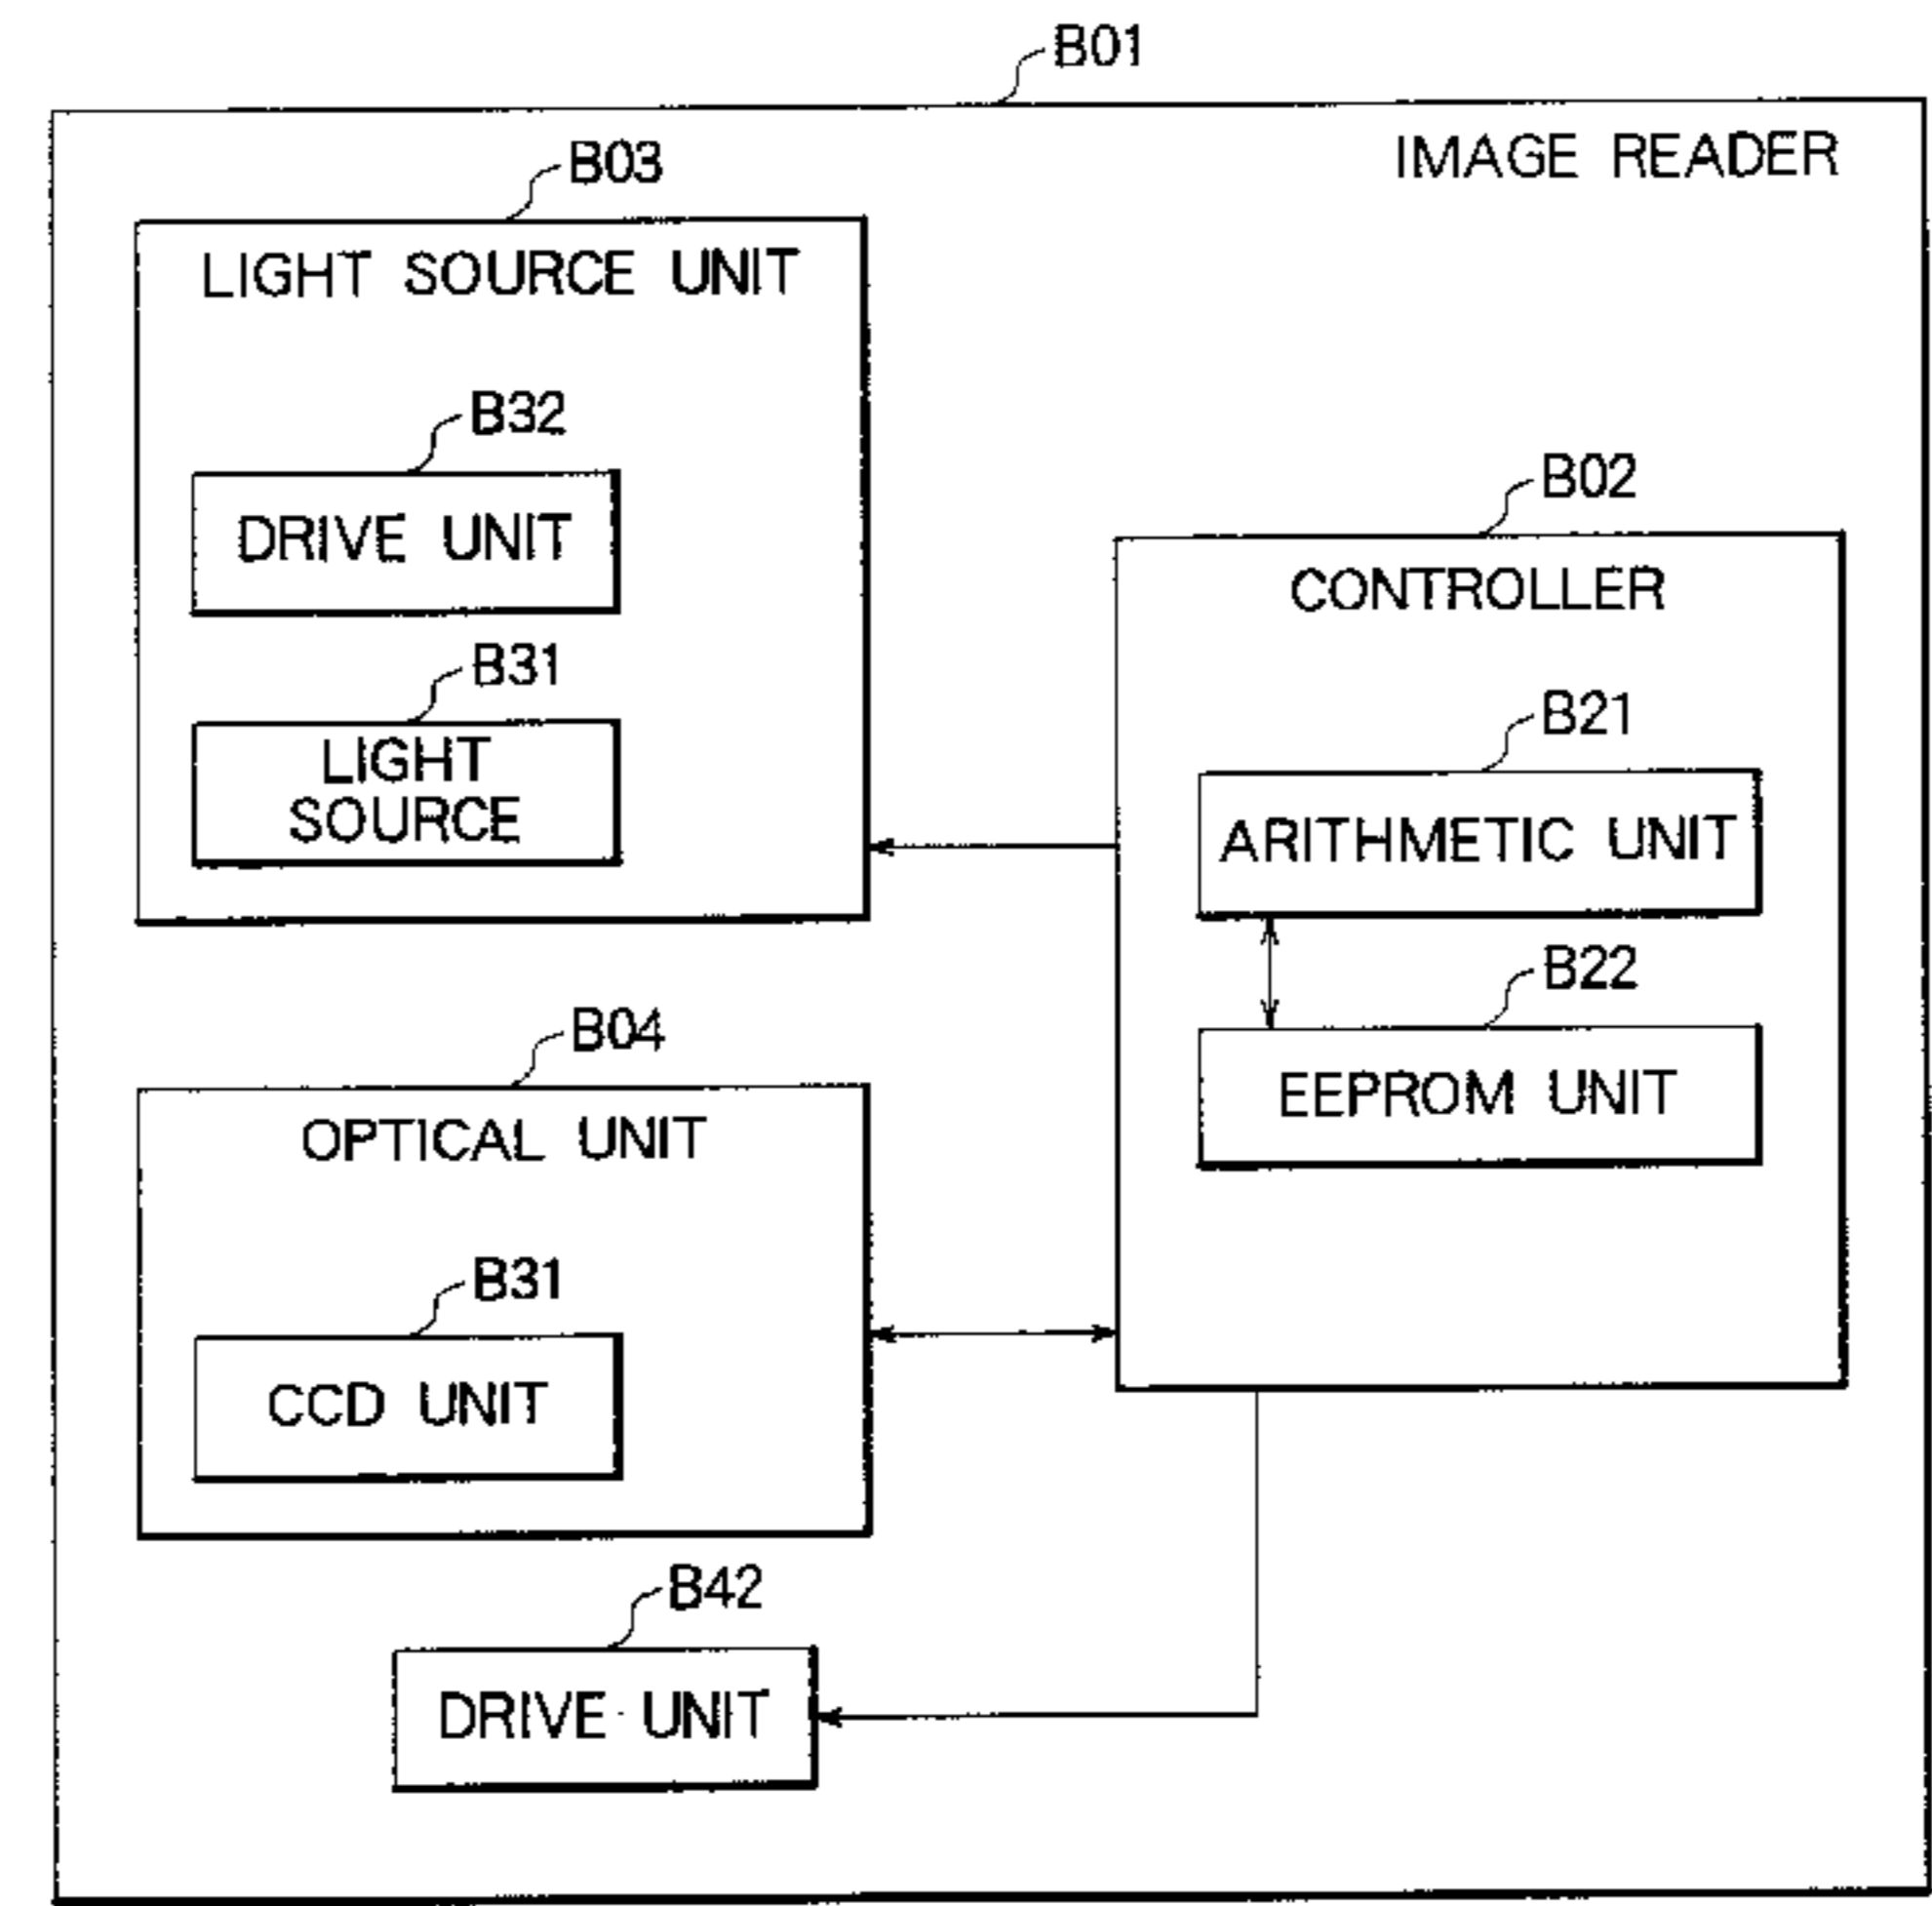 B01
IMAGE READER
B03
LIGHT SOURCE UNIT
B32
DRIVE UNIT
B31
LIGHT
SOURCE
B02
CONTROLLER
B21
ARITHMETIC UNIT
B22
EEPROM UNIT
B04
OPTICAL UNIT
B31
CCD UNIT
B42
DRIVE UNIT